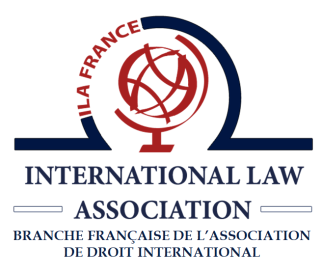 ILA FRANCE
INTERNATIONAL LAW
ASSOCIATION
BRANCHE FRANÇAISE DE L'ASSOCIATION
DE DROIT INTERNATIONAL